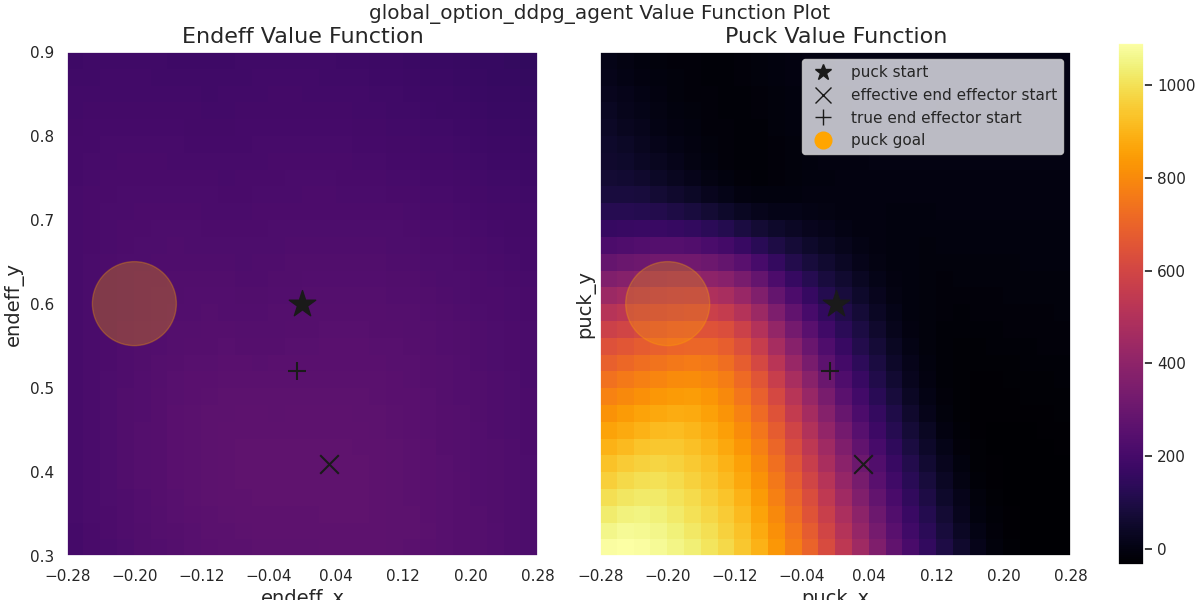 global_option_ddpg_agent Value Function Plot
Endeff Value Function
Puck Value Function
0.9
0.8
0.7
0.6
0.5
0.4
0.3
endeff_y
−0.28 −0.20 −0.12 −0.04 0.04 0.12 0.20 0.28
endeff_x
puck start
effective end effector start
true end effector start
puck goal
puck_y
−0.28 −0.20 −0.12 −0.04 0.04 0.12 0.20 0.28
puck_x
1000
800
600
400
200
0